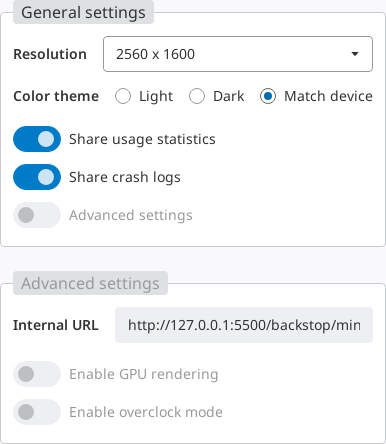 General settings
Resolution 2560 x 1600
Color theme Light Dark Match device
Share usage statistics
Share crash logs
Advanced settings
Advanced settings
Internal URL http://127.0.0.1:5500/backstop/min
Enable GPU rendering
Enable overclock mode